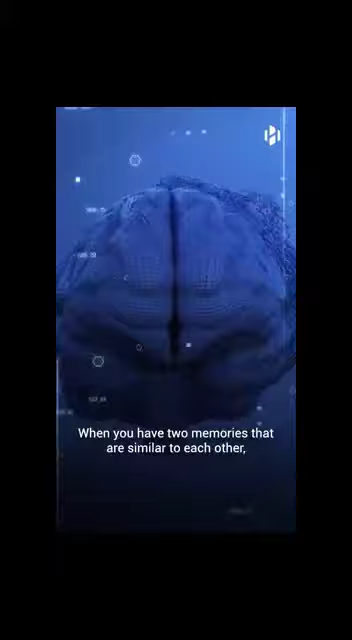 When you have two memories that
are similar to each other,